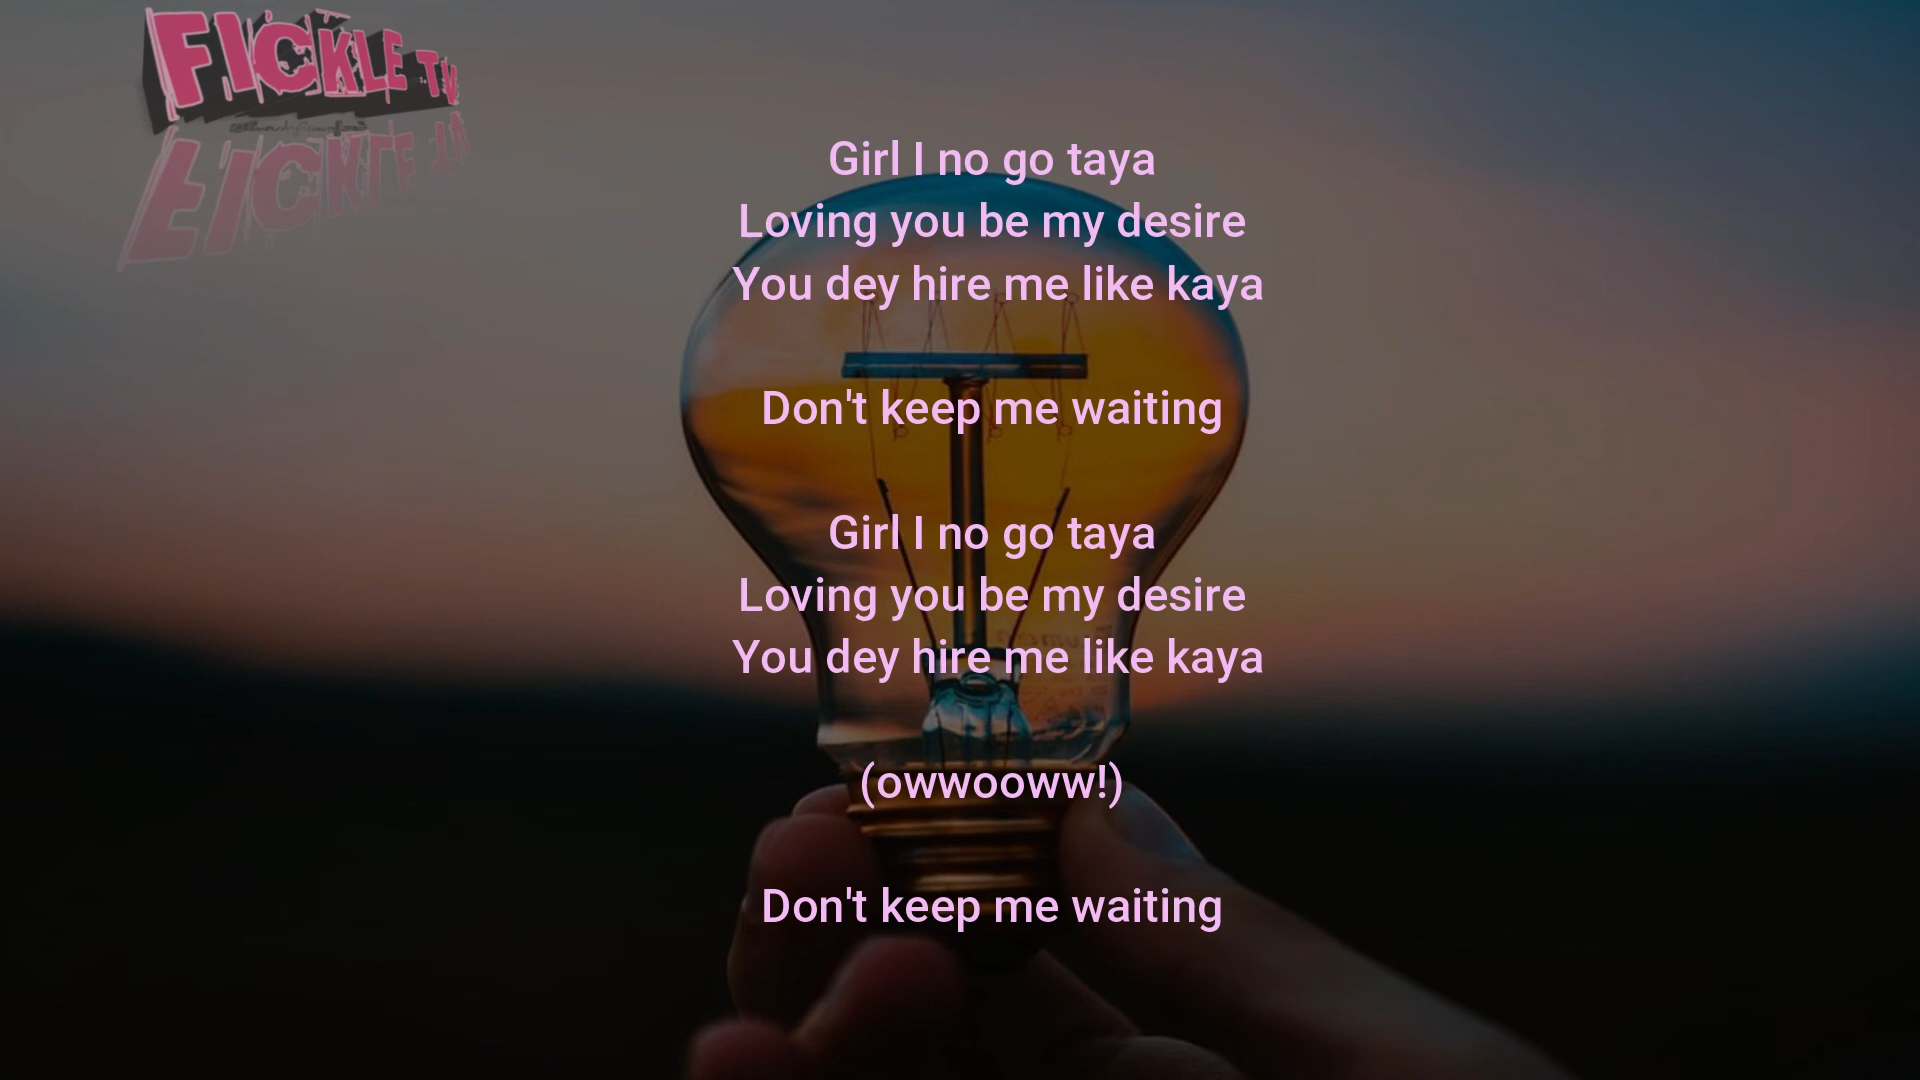 FICKLE TV
Girl I no go taya
Loving you be my desire
You dey hire me like kaya
Don't keep me waiting
Girl I no go taya
Loving you be my desire
You dey hire me like kaya
(owwooww!)
Don't keep me waiting